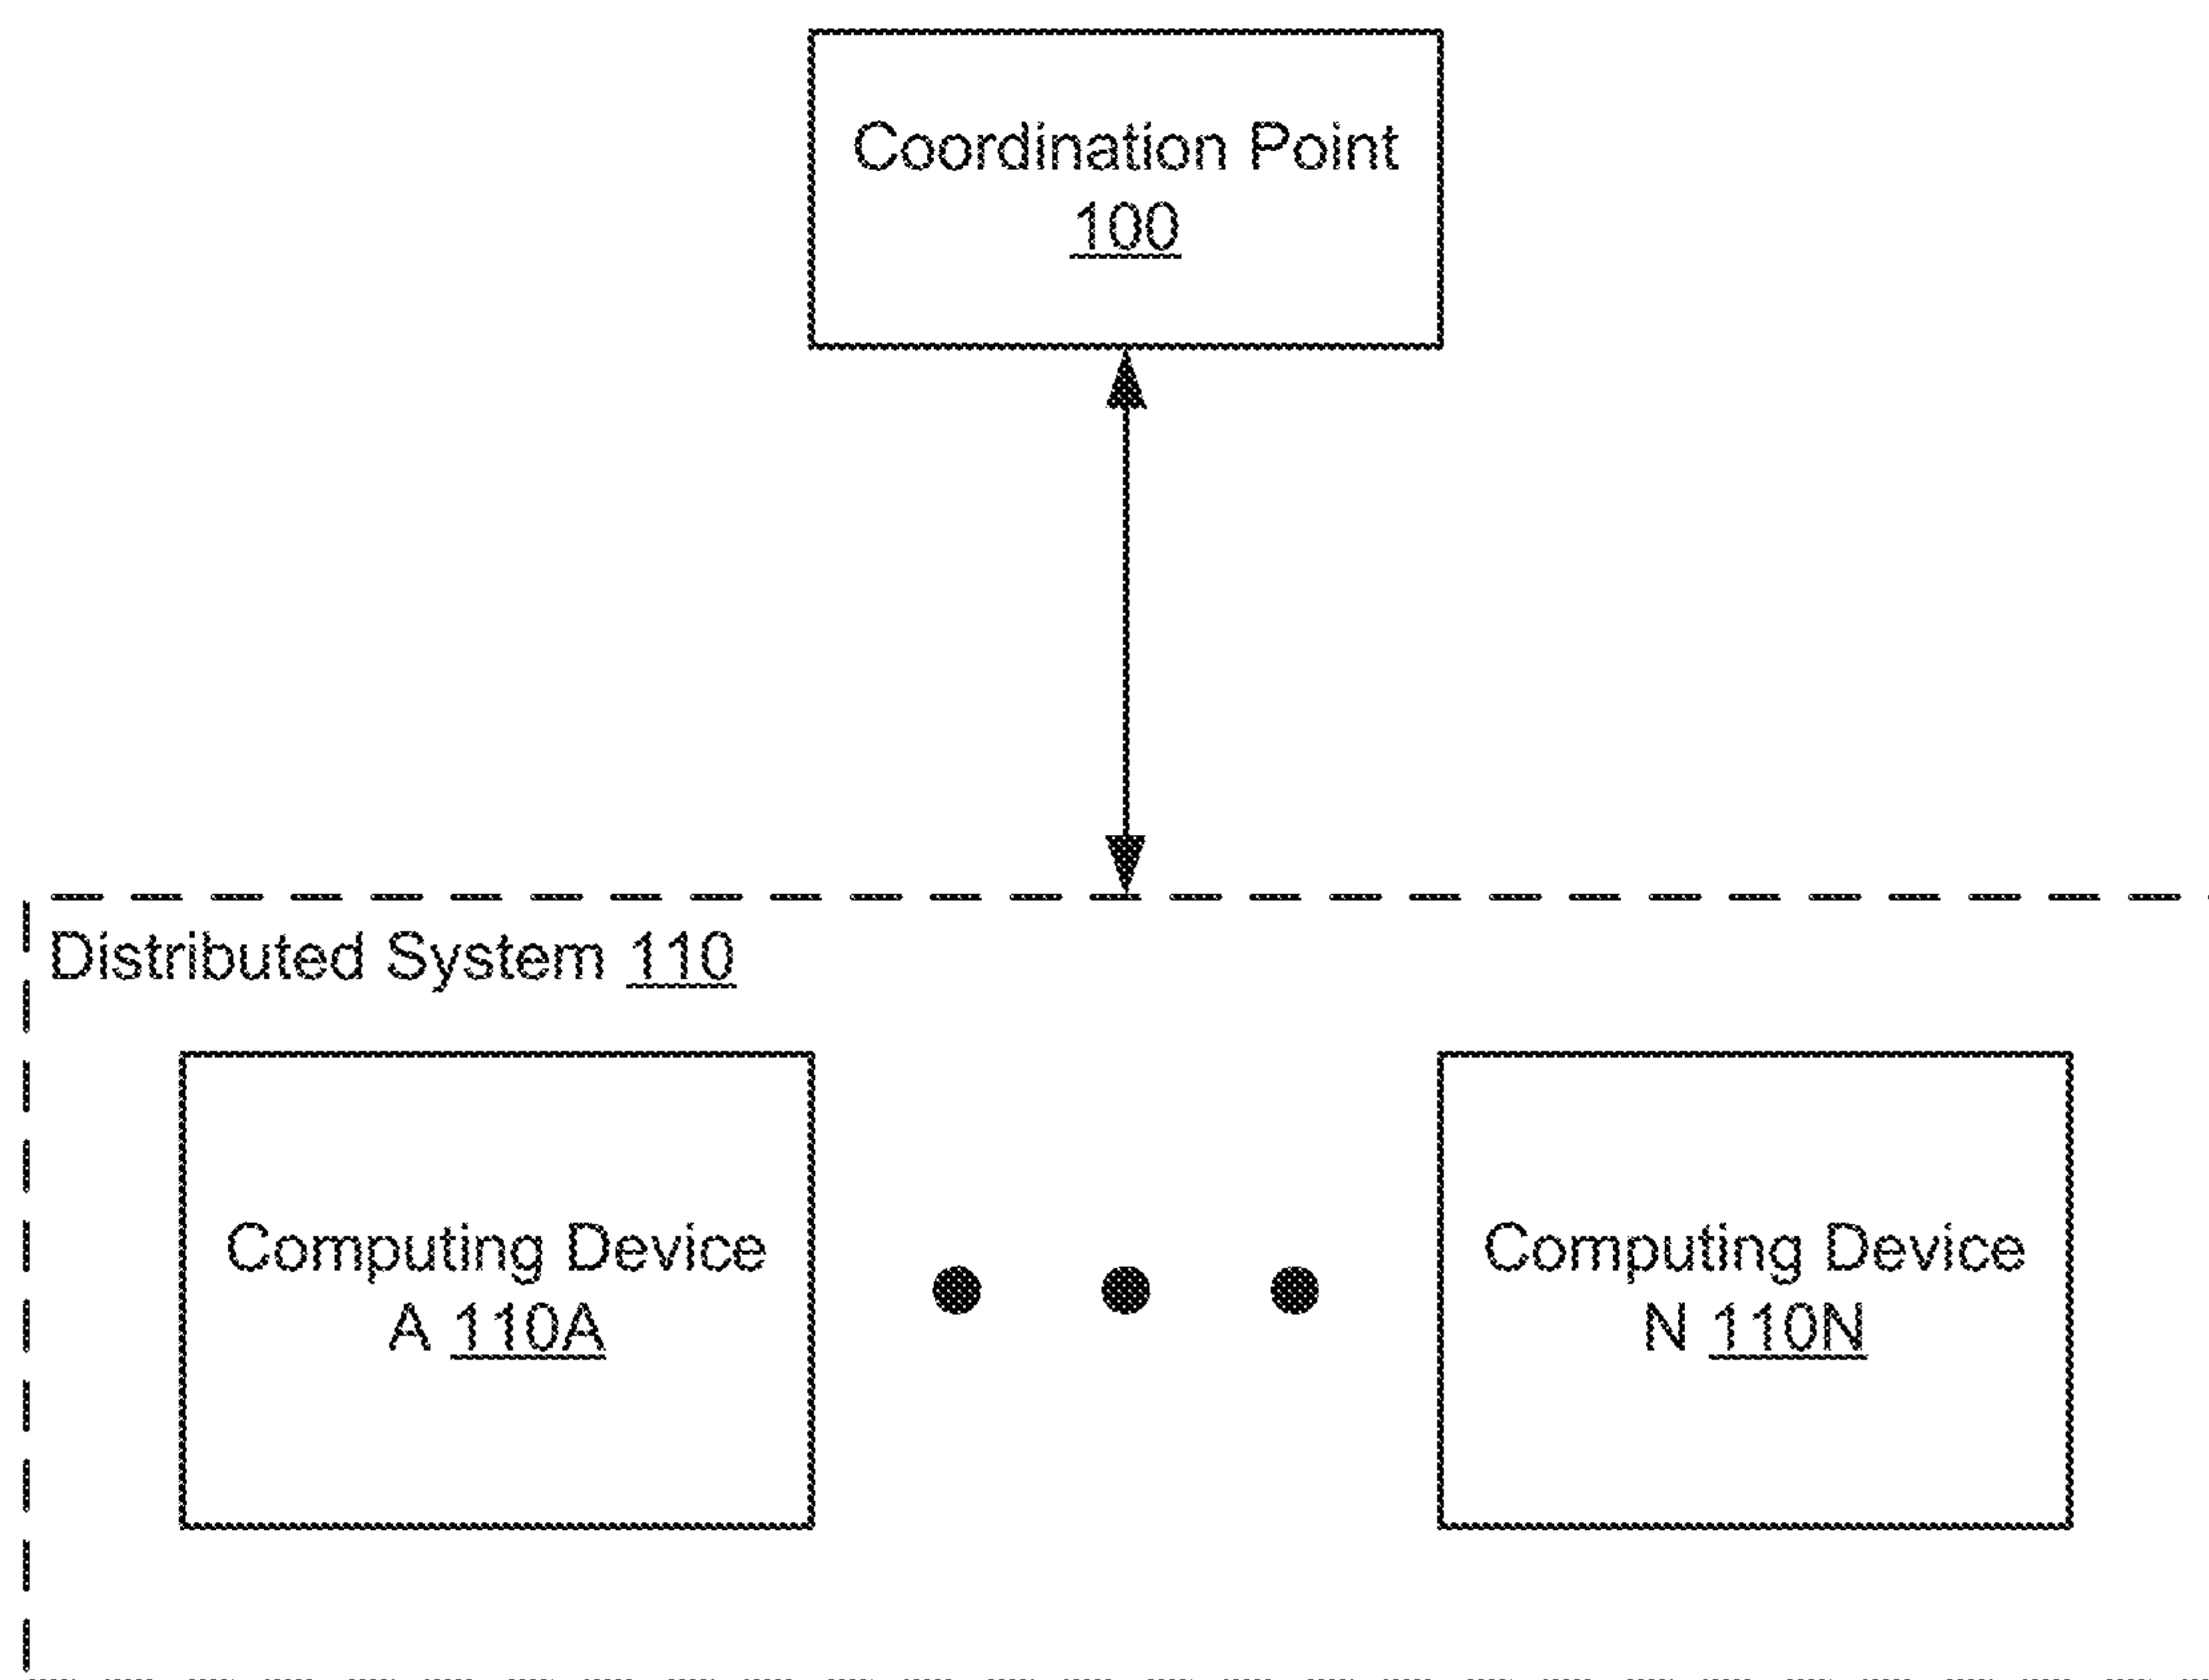 Coordination Point
100
Distributed System 110
Computing Device
A 110A
Computing Device
N 110N